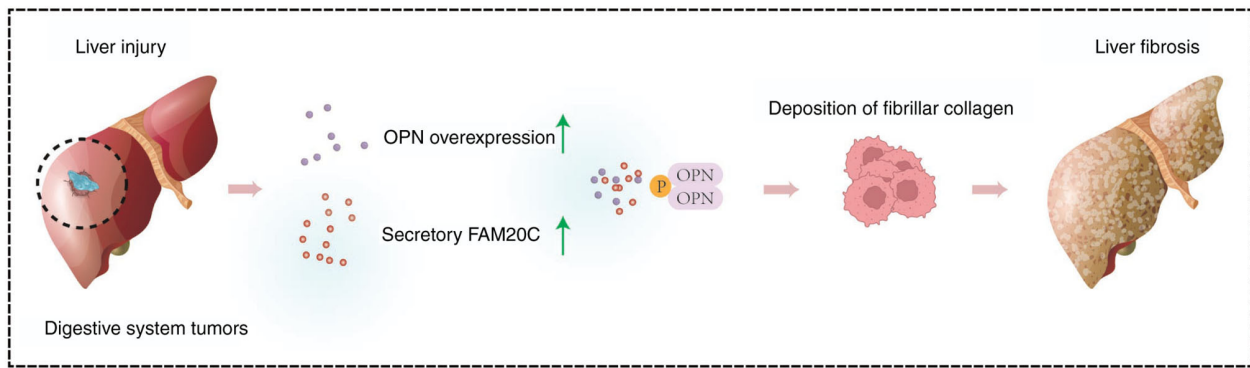 Liver injury
Digestive system tumors
OPN overexpression
Secretory FAM20C
P
OPN
OPN
Deposition of fibrillar collagen
Liver fibrosis